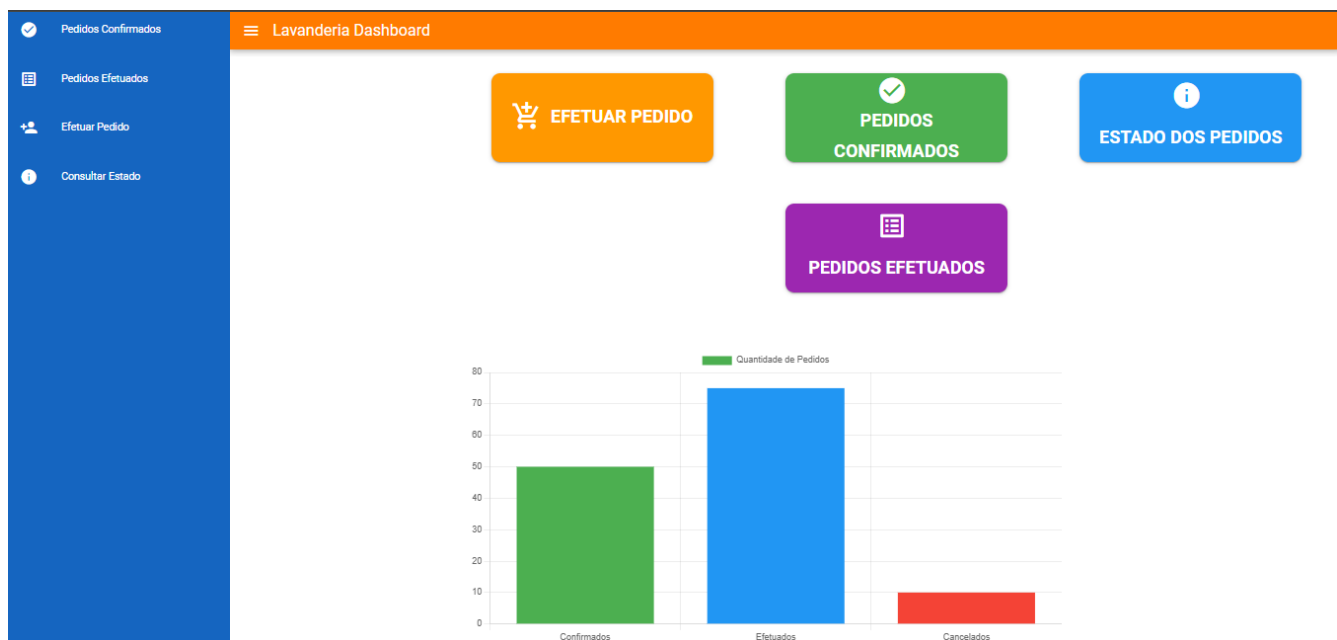 Pedidos Confirmados
Pedidos Efetuados
Efetuar Pedido
Consultar Estado
Lavanderia Dashboard
EFETUAR PEDIDO
PEDIDOS
CONFIRMADOS
ESTADO DOS PEDIDOS
PEDIDOS EFETUADOS
Quantidade de Pedidos
80
70
60
50
40
30
20
10
0
Confirmados
Efetuados
Cancelados